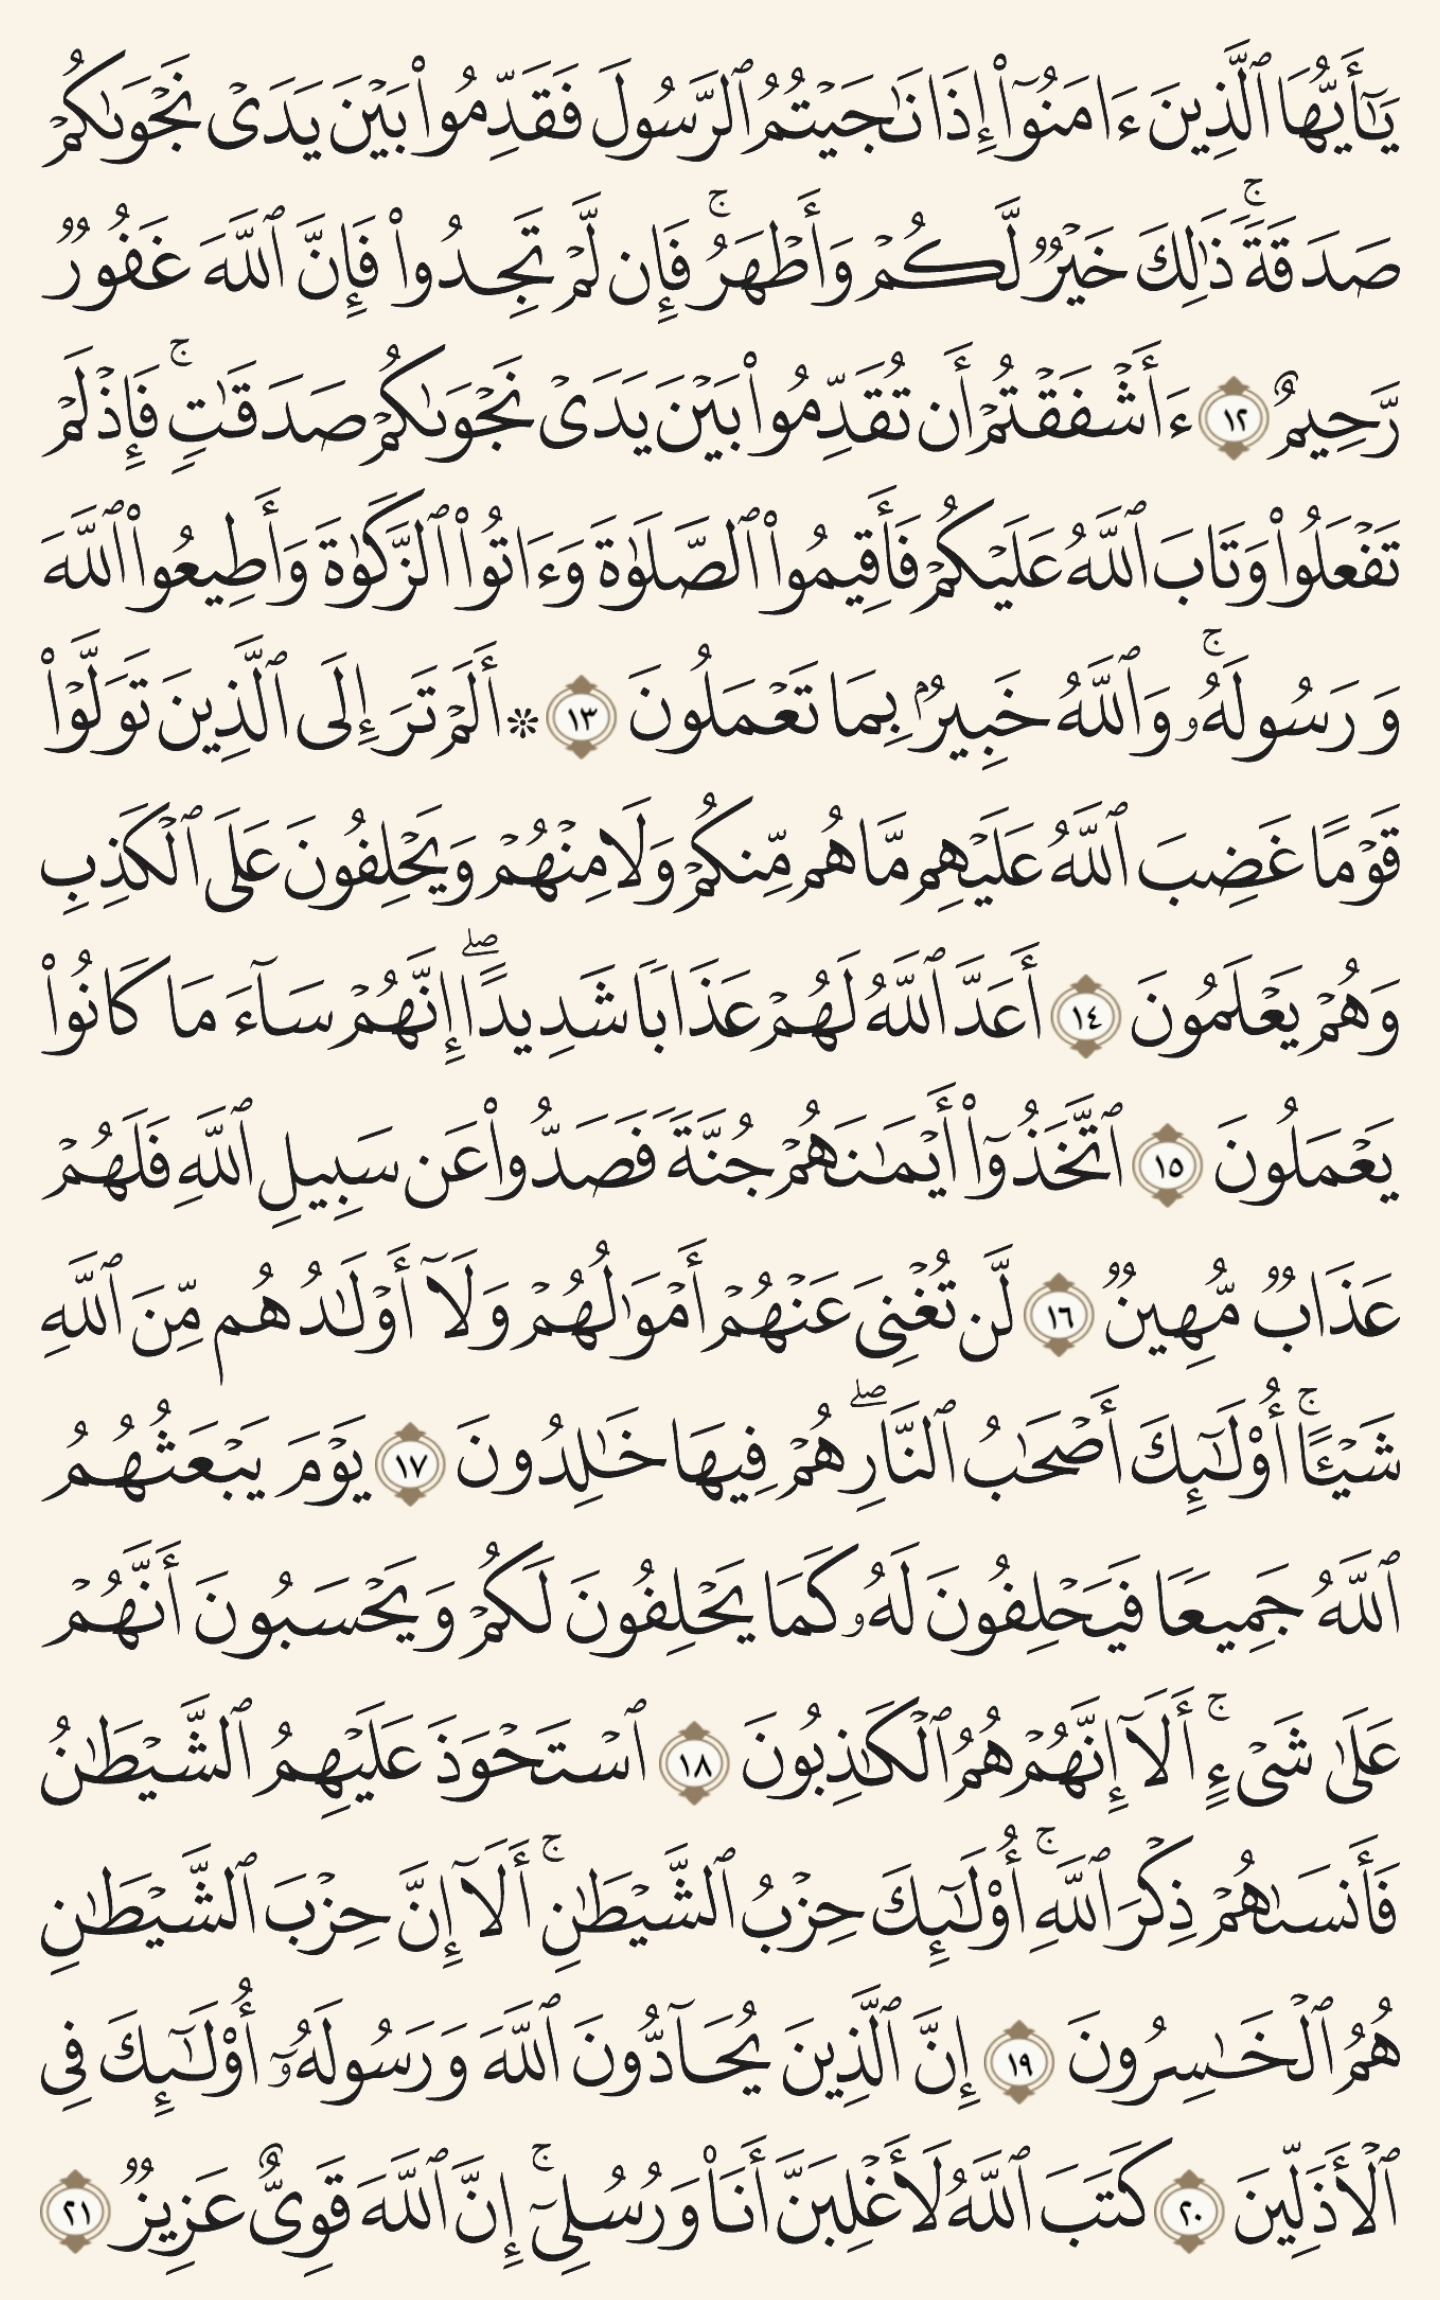 يَـٰٓأَيُّهَا ٱلَّذِينَ ءَامَنُوٓا۟ إِذَا نَـٰجَيْتُمُ ٱلرَّسُولَ فَقَدِّمُوا۟ بَيْنَ يَدَىْ نَجْوَىٰكُمْ
صَدَقَةً ۚ ذَٰلِكَ خَيْرٌ لَّكُمْ وَأَطْهَرُ ۚ فَإِن لَّمْ تَجِدُوا۟ فَإِنَّ ٱللَّهَ غَفُورٌ
رَّحِيمٌ ١٢ ءَأَشْفَقْتُمْ أَن تُقَدِّمُوا۟ بَيْنَ يَدَىْ نَجْوَىٰكُمْ صَدَقَـٰتٍ ۚ فَإِذْ لَمْ
تَفْعَلُوا۟ وَتَابَ ٱللَّهُ عَلَيْكُمْ فَأَقِيمُوا۟ ٱلصَّلَوٰةَ وَءَاتُوا۟ ٱلزَّكَوٰةَ وَأَطِيعُوا۟ ٱللَّهَ
وَرَسُولَهُۥ ۚ وَٱللَّهُ خَبِيرٌۢ بِمَا تَعْمَلُونَ ١٣ ۞ أَلَمْ تَرَ إِلَى ٱلَّذِينَ تَوَلَّوْا۟
قَوْمًا غَضِبَ ٱللَّهُ عَلَيْهِم مَّا هُم مِّنكُمْ وَلَا مِنْهُمْ وَيَحْلِفُونَ عَلَى ٱلْكَذِبِ
وَهُمْ يَعْلَمُونَ ١٤ أَعَدَّ ٱللَّهُ لَهُمْ عَذَابًا شَدِيدًا ۖ إِنَّهُمْ سَآءَ مَا كَانُوا۟
يَعْمَلُونَ ١٥ ٱتَّخَذُوٓا۟ أَيْمَـٰنَهُمْ جُنَّةً فَصَدُّوا۟ عَن سَبِيلِ ٱللَّهِ فَلَهُمْ
عَذَابٌ مُّهِينٌ ١٦ لَّن تُغْنِىَ عَنْهُمْ أَمْوَٰلُهُمْ وَلَآ أَوْلَـٰدُهُم مِّنَ ٱللَّهِ
شَيْـًٔا ۚ أُو۟لَـٰٓئِكَ أَصْحَـٰبُ ٱلنَّارِ ۖ هُمْ فِيهَا خَـٰلِدُونَ ١٧ يَوْمَ يَبْعَثُهُمُ
ٱللَّهُ جَمِيعًا فَيَحْلِفُونَ لَهُۥ كَمَا يَحْلِفُونَ لَكُمْ وَيَحْسَبُونَ أَنَّهُمْ
عَلَىٰ شَىْءٍ ۚ أَلَآ إِنَّهُمْ هُمُ ٱلْكَـٰذِبُونَ ١٨ ٱسْتَحْوَذَ عَلَيْهِمُ ٱلشَّيْطَـٰنُ
فَأَنسَىٰهُمْ ذِكْرَ ٱللَّهِ ۚ أُو۟لَـٰٓئِكَ حِزْبُ ٱلشَّيْطَـٰنِ ۚ أَلَآ إِنَّ حِزْبَ ٱلشَّيْطَـٰنِ
هُمُ ٱلْخَـٰسِرُونَ ١٩ إِنَّ ٱلَّذِينَ يُحَآدُّونَ ٱللَّهَ وَرَسُولَهُۥٓ أُو۟لَـٰٓئِكَ فِى
ٱلْأَذَلِّينَ ٢٠ كَتَبَ ٱللَّهُ لَأَغْلِبَنَّ أَنَا۠ وَرُسُلِىٓ ۚ إِنَّ ٱللَّهَ قَوِىٌّ عَزِيزٌ ٢١